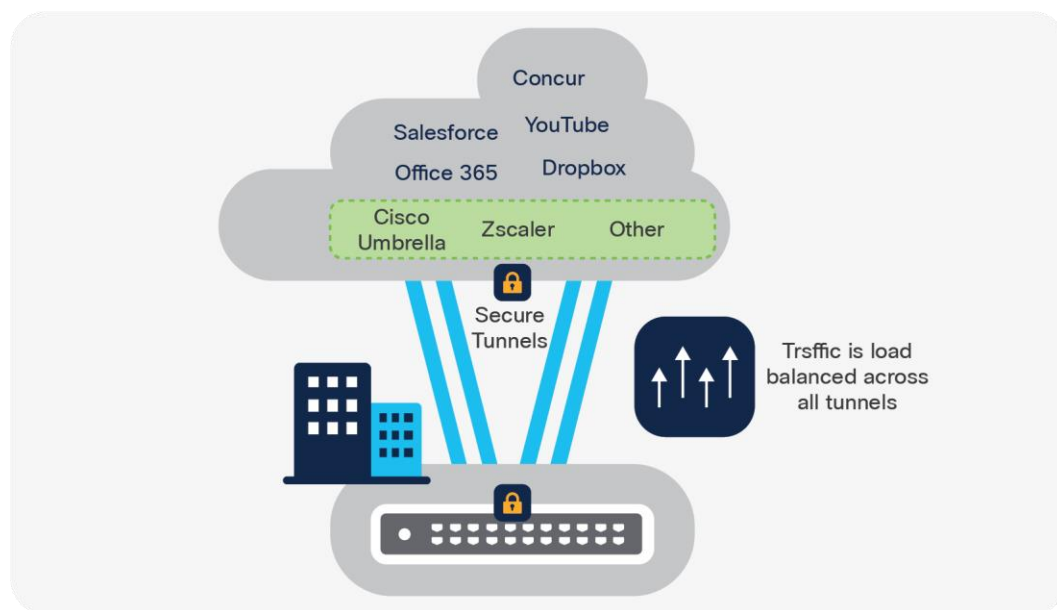 Concur
Salesforce
YouTube
Office 365
Dropbox
Cisco
Umbrella
Zscaler
Other
Secure
Tunnels
Trsffic is load
balanced across
all tunnels